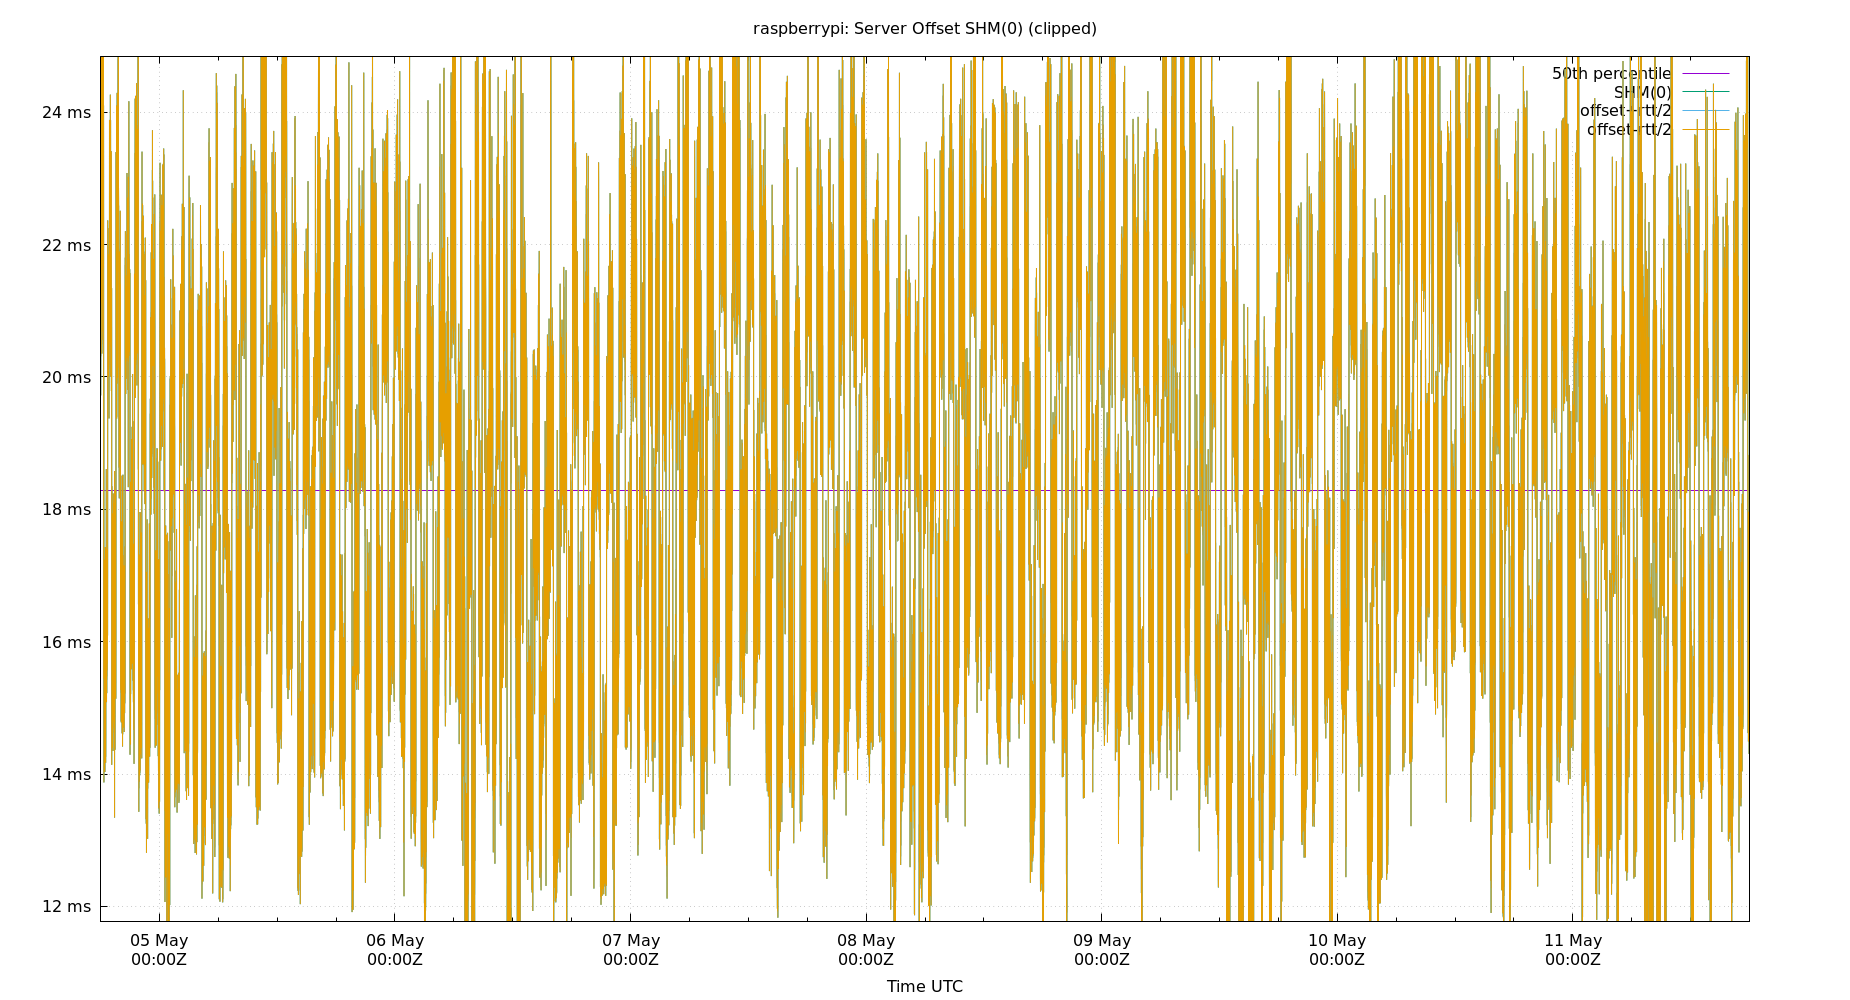 raspberrypi: Server Offset SHM(0) (clipped)
50th percentile
SHM(0)
offset+rtt/2
offset-rtt/2
24 ms
22 ms
20 ms
18 ms
16 ms
14 ms
12 ms
05 May
00:00Z
06 May
00:00Z
07 May
00:00Z
08 May
00:00Z
09 May
00:00Z
10 May
00:00Z
11 May
00:00Z
Time UTC